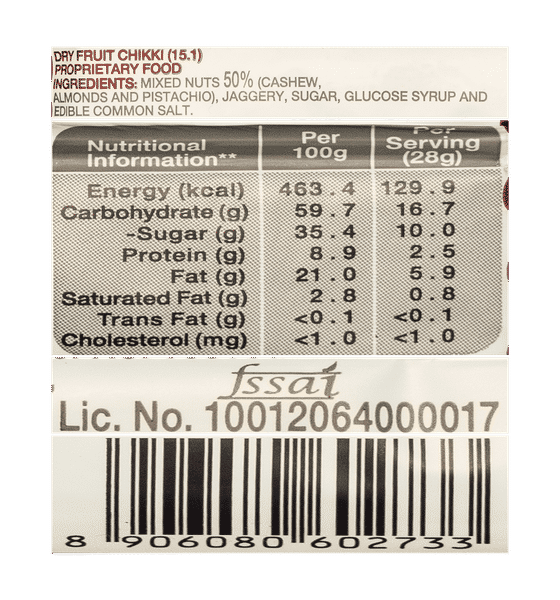 DRY FRUIT CHIKKI (15.1)
PROPRIETARY FOOD
INGREDIENTS: MIXED NUTS 50% (CASHEW,
ALMONDS AND PISTACHIO), JAGGERY, SUGAR, GLUCOSE SYRUP AND
EDIBLE COMMON SALT.
Nutritional Information** Per 100g Per Serving (28g)
Energy (kcal) 463.4 129.9
Carbohydrate (g) 59.7 16.7
-Sugar (g) 35.4 10.0
Protein (g) 8.9 2.5
Fat (g) 21.0 5.9
Saturated Fat (g) 2.8 0.8
Trans Fat (g) <0.1 <0.1
Cholesterol (mg) <1.0 <1.0
fssai
Lic. No. 10012064000017
8 906080 602733